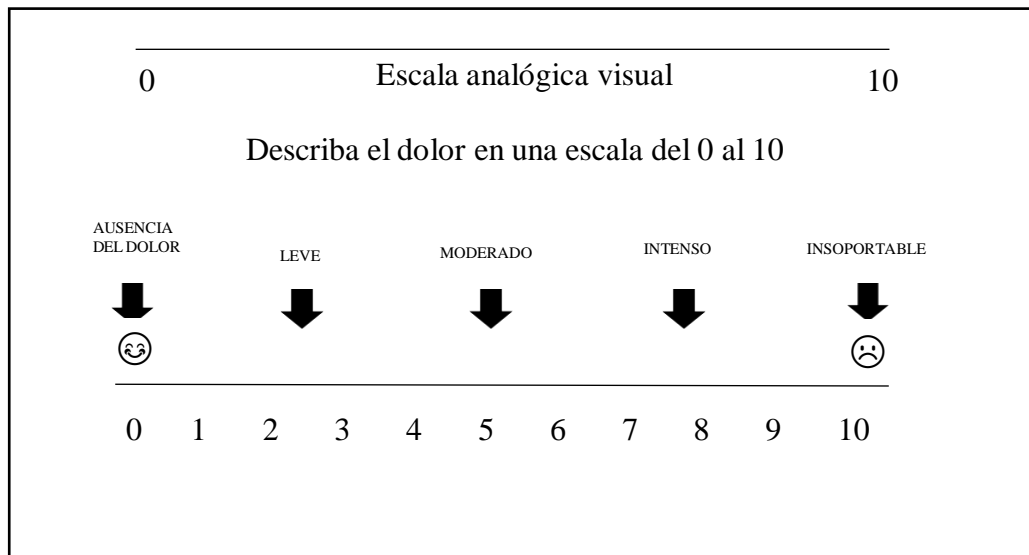 0 Escala analógica visual 10
Describa el dolor en una escala del 0 al 10
AUSENCIA
DEL DOLOR
LEVE
MODERADO
INTENSO
INSOPORTABLE
0 1 2 3 4 5 6 7 8 9 10